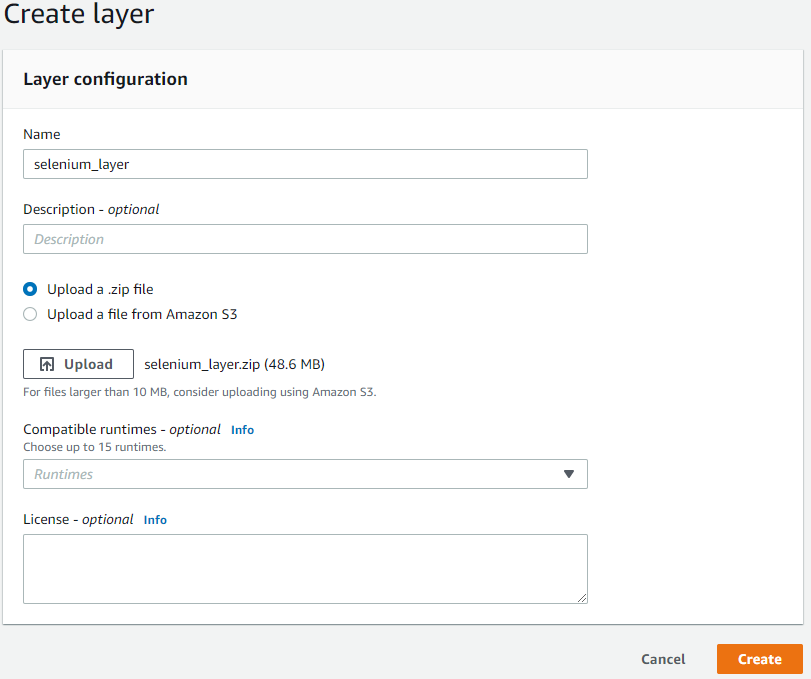 Create layer
Layer configuration
Name
selenium_layer
Description - optional
Description
Upload a .zip file
Upload a file from Amazon S3
Upload selenium_layer.zip (48.6 MB)
For files larger than 10 MB, consider uploading using Amazon S3.
Compatible runtimes - optional Info
Choose up to 15 runtimes.
Runtimes
License - optional Info
Cancel Create